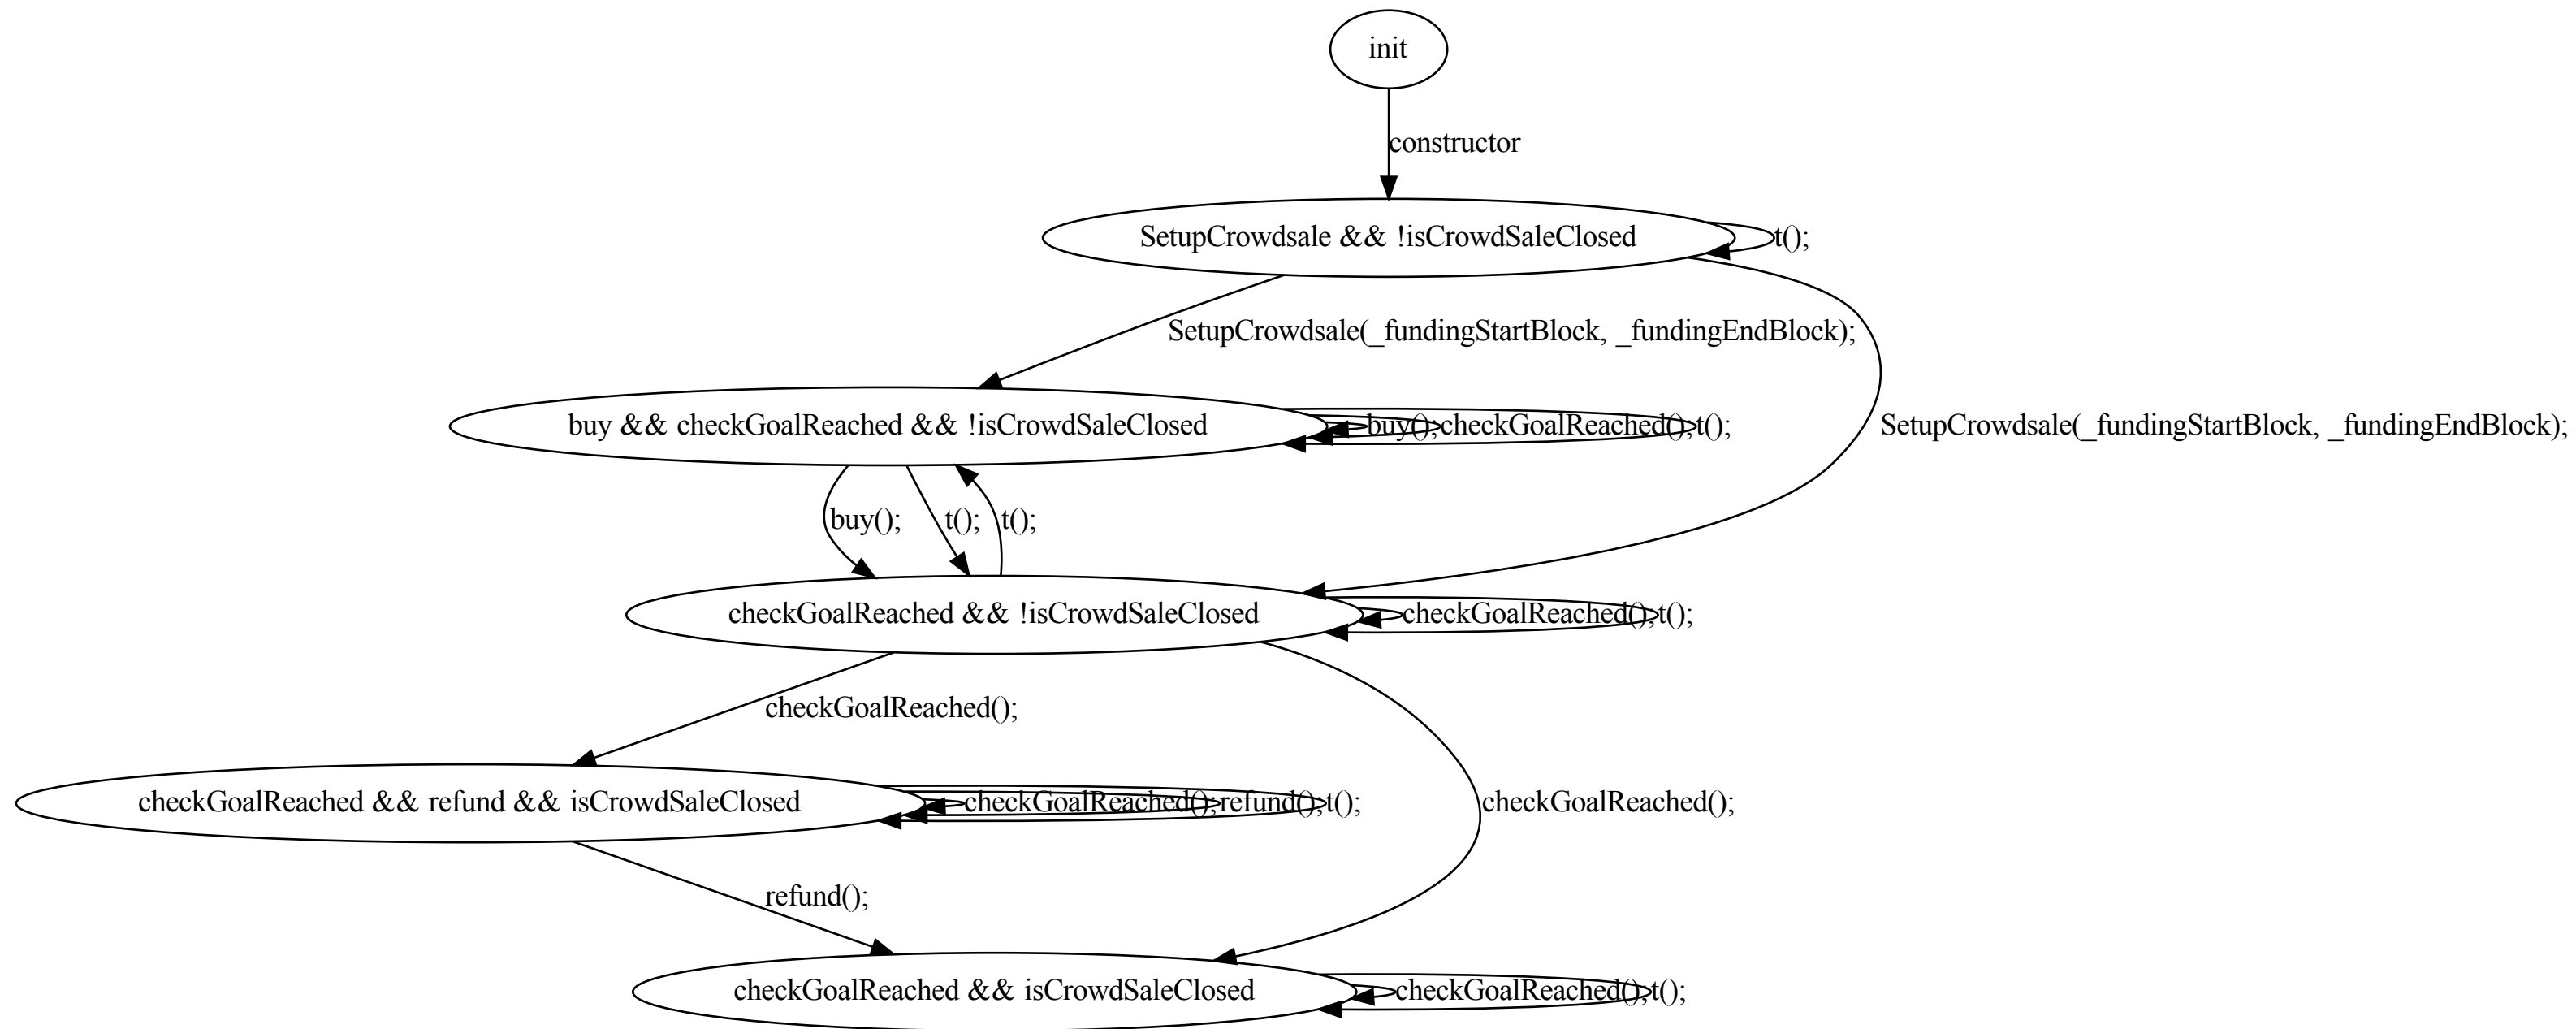 init
constructor
SetupCrowdsale && !isCrowdSaleClosed
t();
SetupCrowdsale(_fundingStartBlock, _fundingEndBlock);
buy && checkGoalReached && !isCrowdSaleClosed
buy();
checkGoalReached();
t();
SetupCrowdsale(_fundingStartBlock, _fundingEndBlock);
buy();
t();
t();
checkGoalReached && !isCrowdSaleClosed
checkGoalReached();
t();
checkGoalReached();
checkGoalReached && refund && isCrowdSaleClosed
checkGoalReached();
refund();
t();
checkGoalReached();
refund();
checkGoalReached && isCrowdSaleClosed
checkGoalReached();
t();